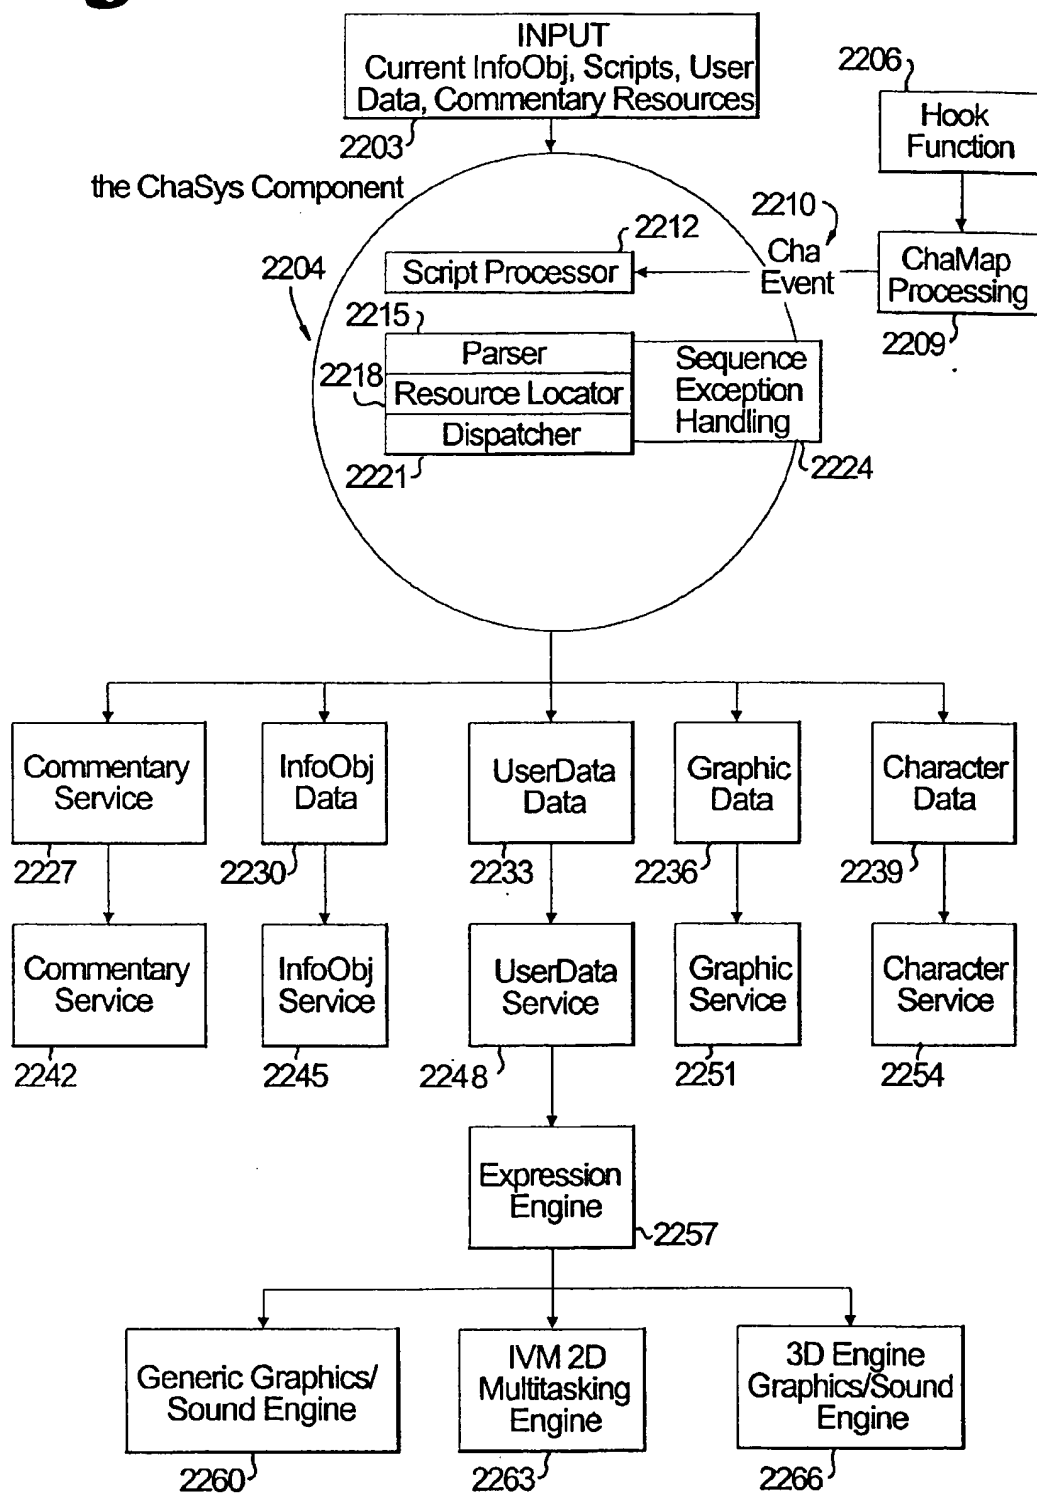 INPUT
Current InfoObj, Scripts, User
Data, Commentary Resources
2203
2206
Hook
Function
the ChaSys Component
2210
2212
Cha
Event
2204
Script Processor
ChaMap
Processing
2209
2215
Parser
2218
Resource Locator
Dispatcher
2221
Sequence
Exception
Handling
2224
Commentary
Service
2227
InfoObj
Data
2230
UserData
Data
2233
Graphic
Data
2236
Character
Data
2239
Commentary
Service
2242
InfoObj
Service
2245
UserData
Service
2248
Graphic
Service
2251
Character
Service
2254
Expression
Engine
2257
Generic Graphics/
Sound Engine
2260
IVM 2D
Multitasking
Engine
2263
3D Engine
Graphics/Sound
Engine
2266